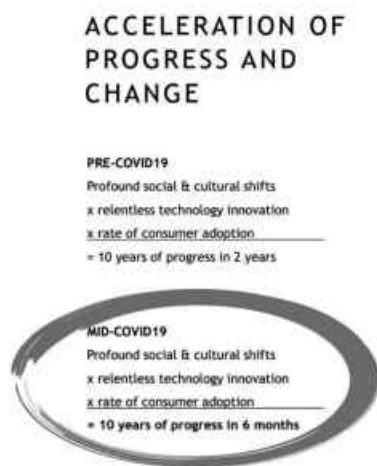 ACCELERATION OF
PROGRESS AND
CHANGE
PRE-COVID19
Profound social & cultural shifts
x relentless technology innovation
x rate of consumer adoption
= 10 years of progress in 2 years
MID-COVID19
Profound social & cultural shifts
x relentless technology innovation
x rate of consumer adoption
= 10 years of progress in 6 months